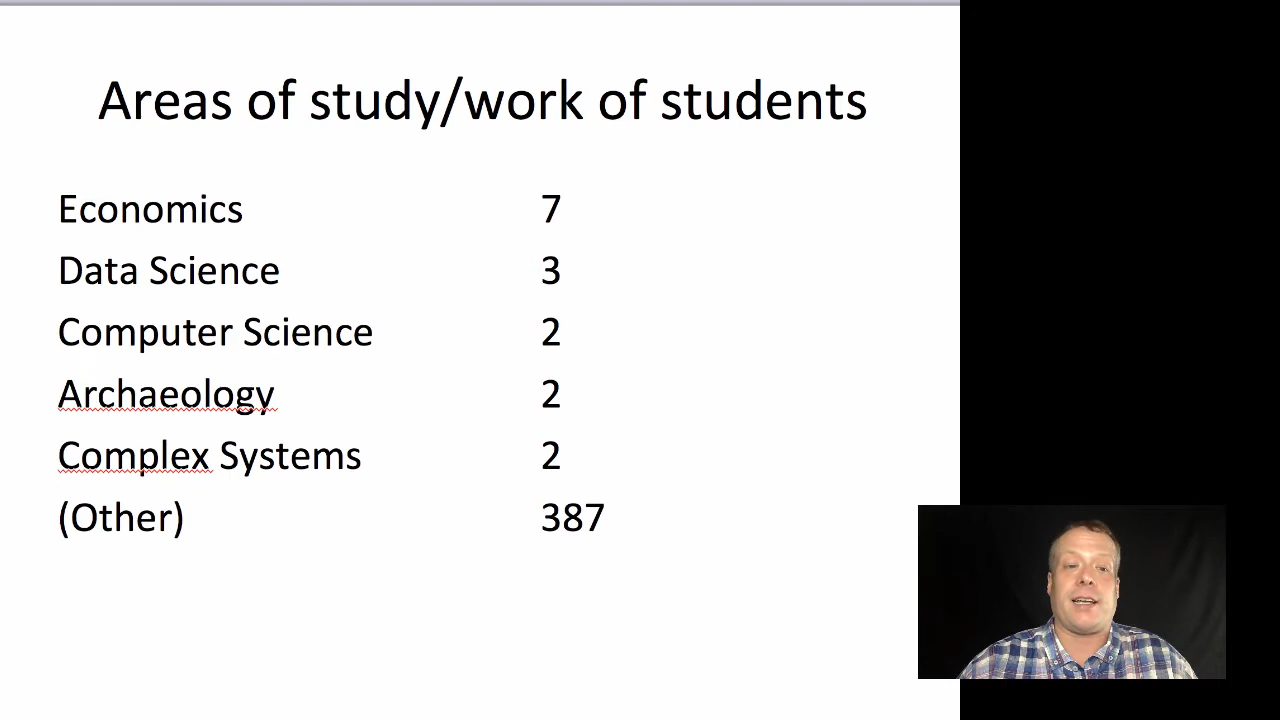 Areas of study/work of students
Economics 7
Data Science 3
Computer Science 2
Archaeology 2
Complex Systems 2
(Other) 387